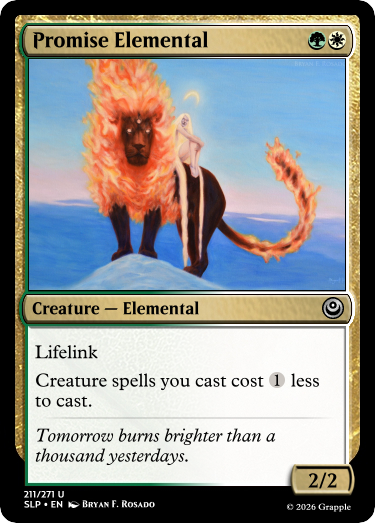 Promise Elemental
Creature — Elemental
Lifelink
Creature spells you cast cost 1 less
to cast.
Tomorrow burns brighter than a
thousand yesterdays.
2/2
211/271 U
SLP • EN Bryan F. Rosado
© 2026 Grapple